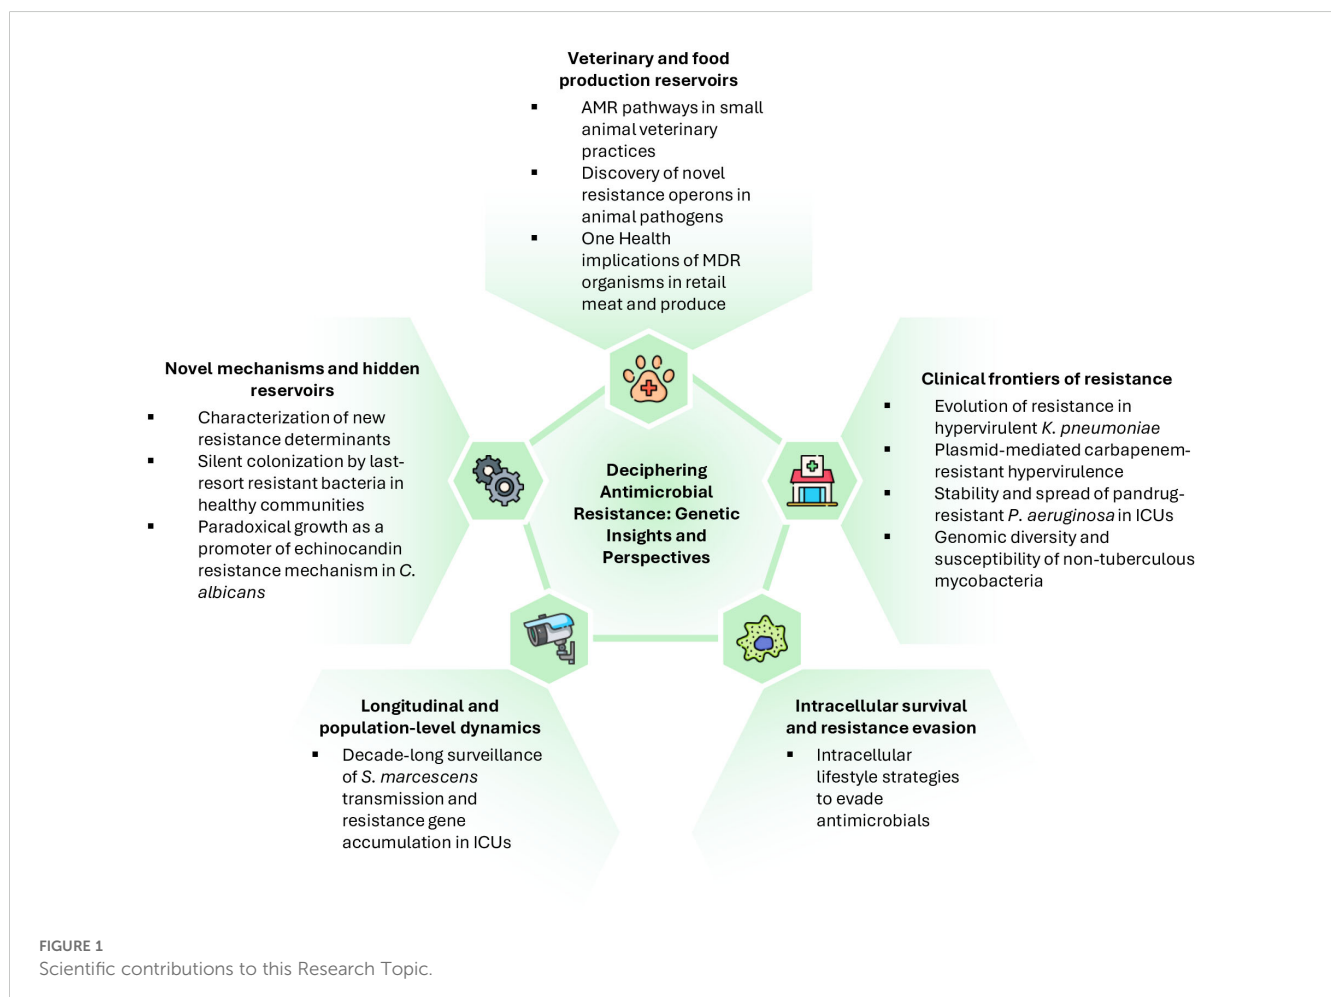 Veterinary and food
production reservoirs
▪ AMR pathways in small
animal veterinary
practices
▪ Discovery of novel
resistance operons in
animal pathogens
▪ One Health
implications of MDR
organisms in retail
meat and produce
Novel mechanisms and hidden
reservoirs
▪ Characterization of new
resistance determinants
▪ Silent colonization by last-
resort resistant bacteria in
healthy communities
▪ Paradoxical growth as a
promoter of echinocandin
resistance mechanism in C.
albicans
Deciphering
Antimicrobial
Resistance: Genetic
Insights and
Perspectives
Clinical frontiers of resistance
▪ Evolution of resistance in
hypervirulent K. pneumoniae
▪ Plasmid-mediated carbapenem-
resistant hypervirulence
▪ Stability and spread of pandrug-
resistant P. aeruginosa in ICUs
▪ Genomic diversity and
susceptibility of non-tuberculous
mycobacteria
Longitudinal and
population-level dynamics
▪ Decade-long surveillance
of S. marcescens
transmission and
resistance gene
accumulation in ICUs
Intracellular survival
and resistance evasion
▪ Intracellular
lifestyle strategies
to evade
antimicrobials
FIGURE 1
Scientific contributions to this Research Topic.